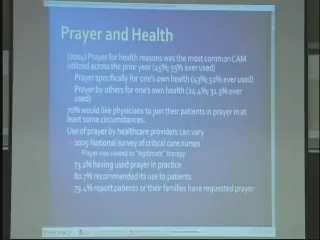 Prayer and Health
(2004) Prayer for health reasons was the most common CAM
utilized across the prior year (45%; 55% ever used)
Prayer specifically for one's own health (43%; 52% ever used)
Prayer by others for one's own health (24.4%; 31.3% ever
used)
70% would like physicians to join their patients in prayer in at
least some circumstances.
Use of prayer by healthcare providers can vary
2005 National survey of critical care nurses
Prayer was viewed to "legitimate" therapy
73.1% having used prayer in practice
80.7% recommended its use to patients
79.4% report patients or their families have requested prayer